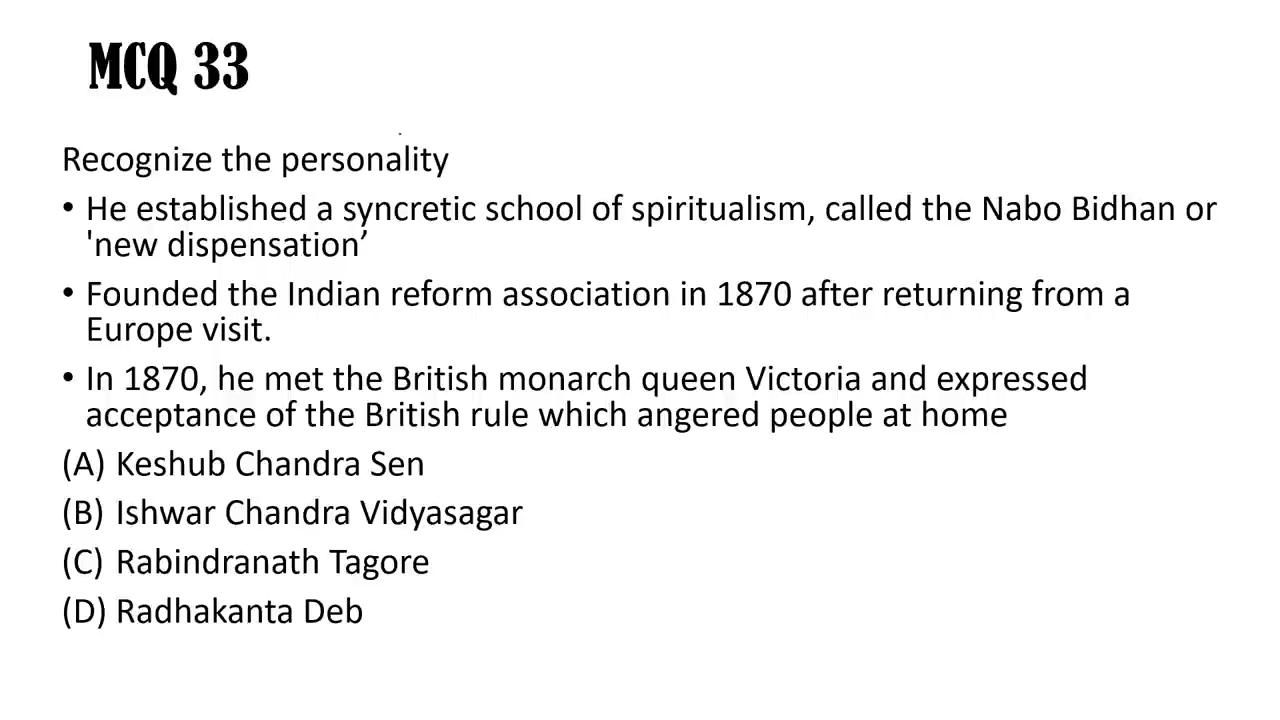 MCQ 33
Recognize the personality
• He established a syncretic school of spiritualism, called the Nabo Bidhan or
'new dispensation’
• Founded the Indian reform association in 1870 after returning from a
Europe visit.
• In 1870, he met the British monarch queen Victoria and expressed
acceptance of the British rule which angered people at home
(A) Keshub Chandra Sen
(B) Ishwar Chandra Vidyasagar
(C) Rabindranath Tagore
(D) Radhakanta Deb